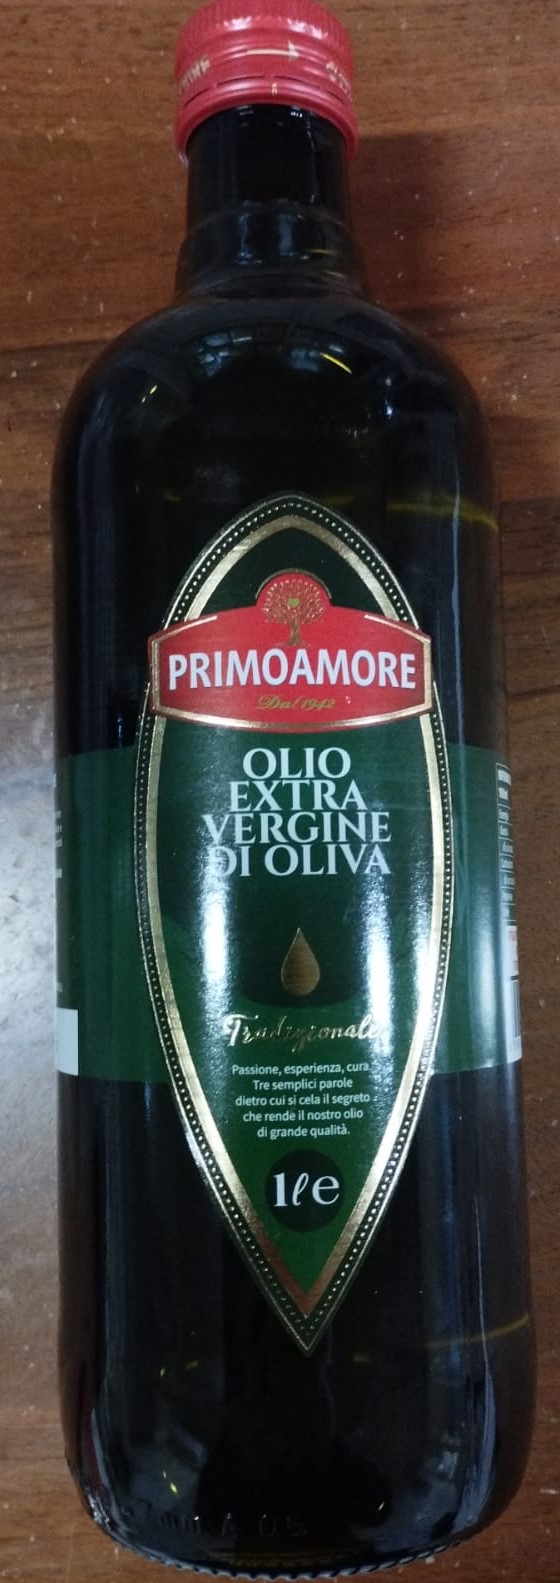 PRIMOAMORE
Dal 1942
OLIO
EXTRA
VERGINE
DI OLIVA
Tradizionale
Passione, esperienza, cura.
Tre semplici parole
dietro cui si cela il segreto
che rende il nostro olio
di grande qualità.
1 ℓ e